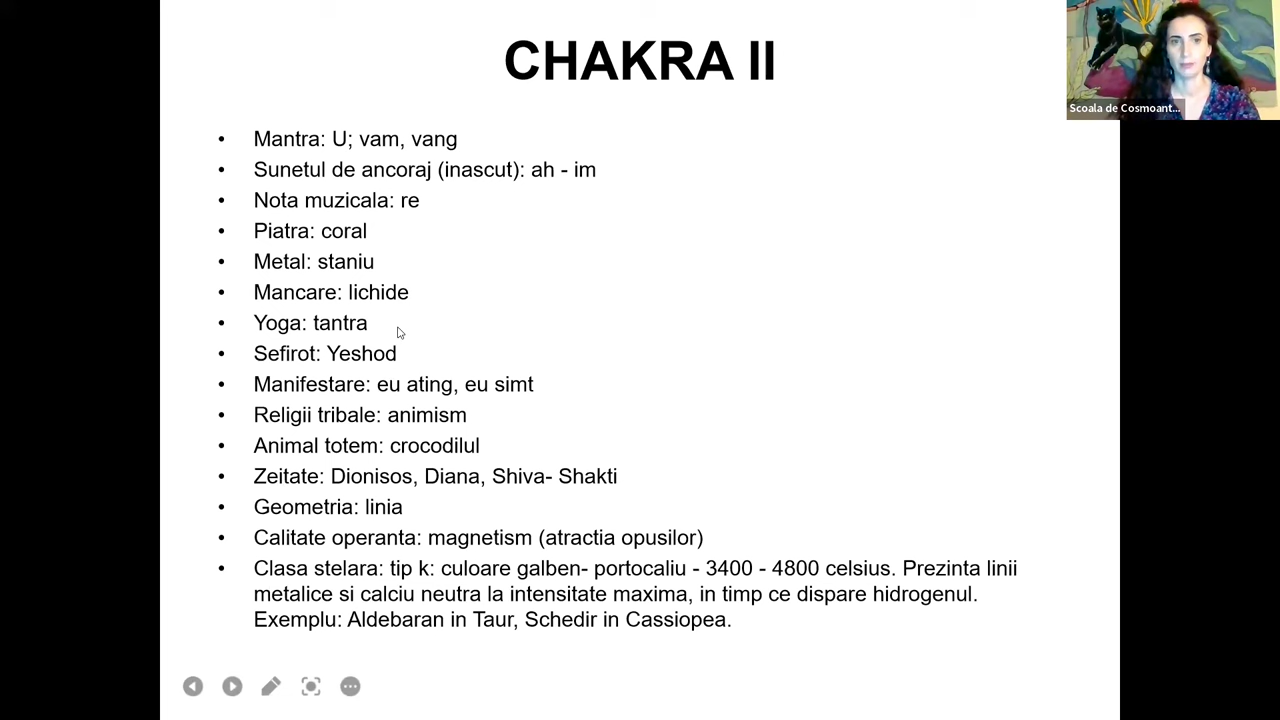 CHAKRA II
Scoala de Cosmoant...
• Mantra: U; vam, vang
• Sunetul de ancoraj (inascut): ah - im
• Nota muzicala: re
• Piatra: coral
• Metal: staniu
• Mancare: lichide
• Yoga: tantra
• Sefirot: Yeshod
• Manifestare: eu ating, eu simt
• Religii tribale: animism
• Animal totem: crocodilul
• Zeitate: Dionisos, Diana, Shiva- Shakti
• Geometria: linia
• Calitate operanta: magnetism (atractia opusilor)
• Clasa stelara: tip k: culoare galben- portocaliu - 3400 - 4800 celsius. Prezinta linii
metalice si calciu neutra la intensitate maxima, in timp ce dispare hidrogenul.
Exemplu: Aldebaran in Taur, Schedir in Cassiopea.